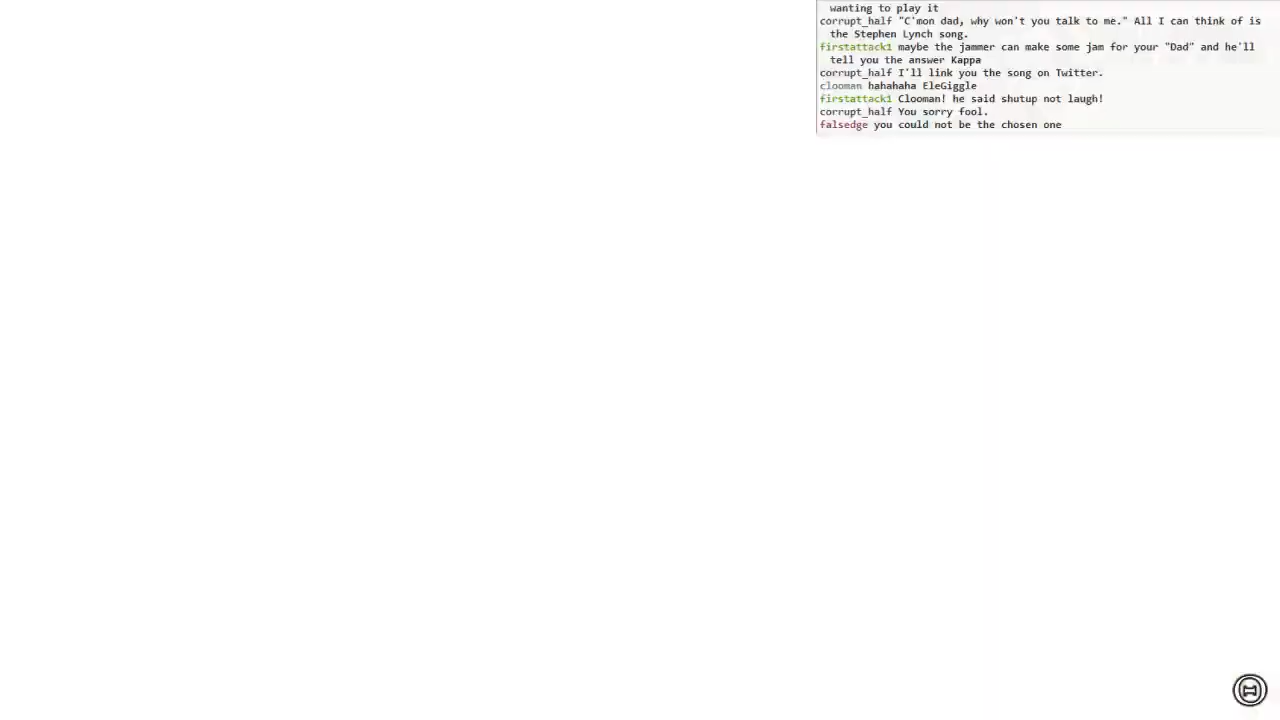 wanting to play it
corrupt_half "C'mon dad, why won't you talk to me." All I can think of is
the Stephen Lynch song.
firstattack1 maybe the jammer can make some jam for your "Dad" and he'll
tell you the answer Kappa
corrupt_half I'll link you the song on Twitter.
clooman hahahaha EleGiggle
firstattack1 Clooman! he said shutup not laugh!
corrupt_half You sorry fool.
falsedge you could not be the chosen one